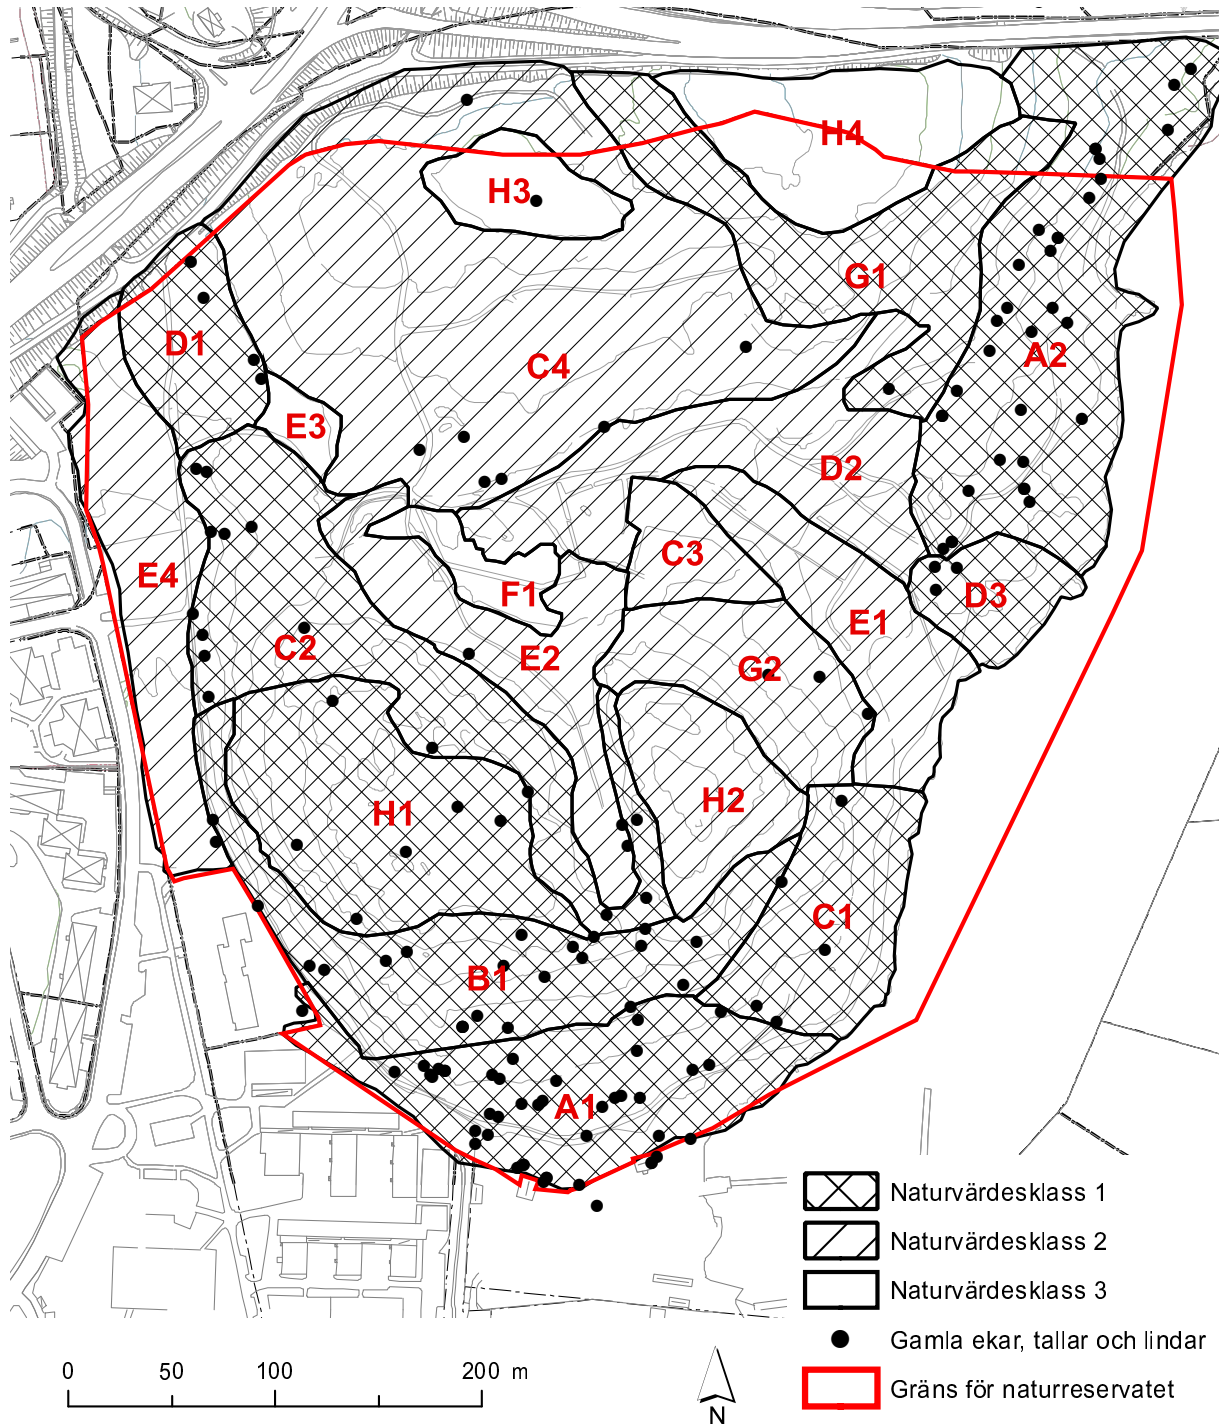 H4
H3
G1
D1
A2
C4
E3
D2
C3
E4
F1
D3
E1
C2
E2
G2
H1
H2
C1
B1
A1
Naturvärdesklass 1
Naturvärdesklass 2
Naturvärdesklass 3
Gamla ekar, tallar och lindar
Gräns för naturreservatet
0 50 100 200 m
N